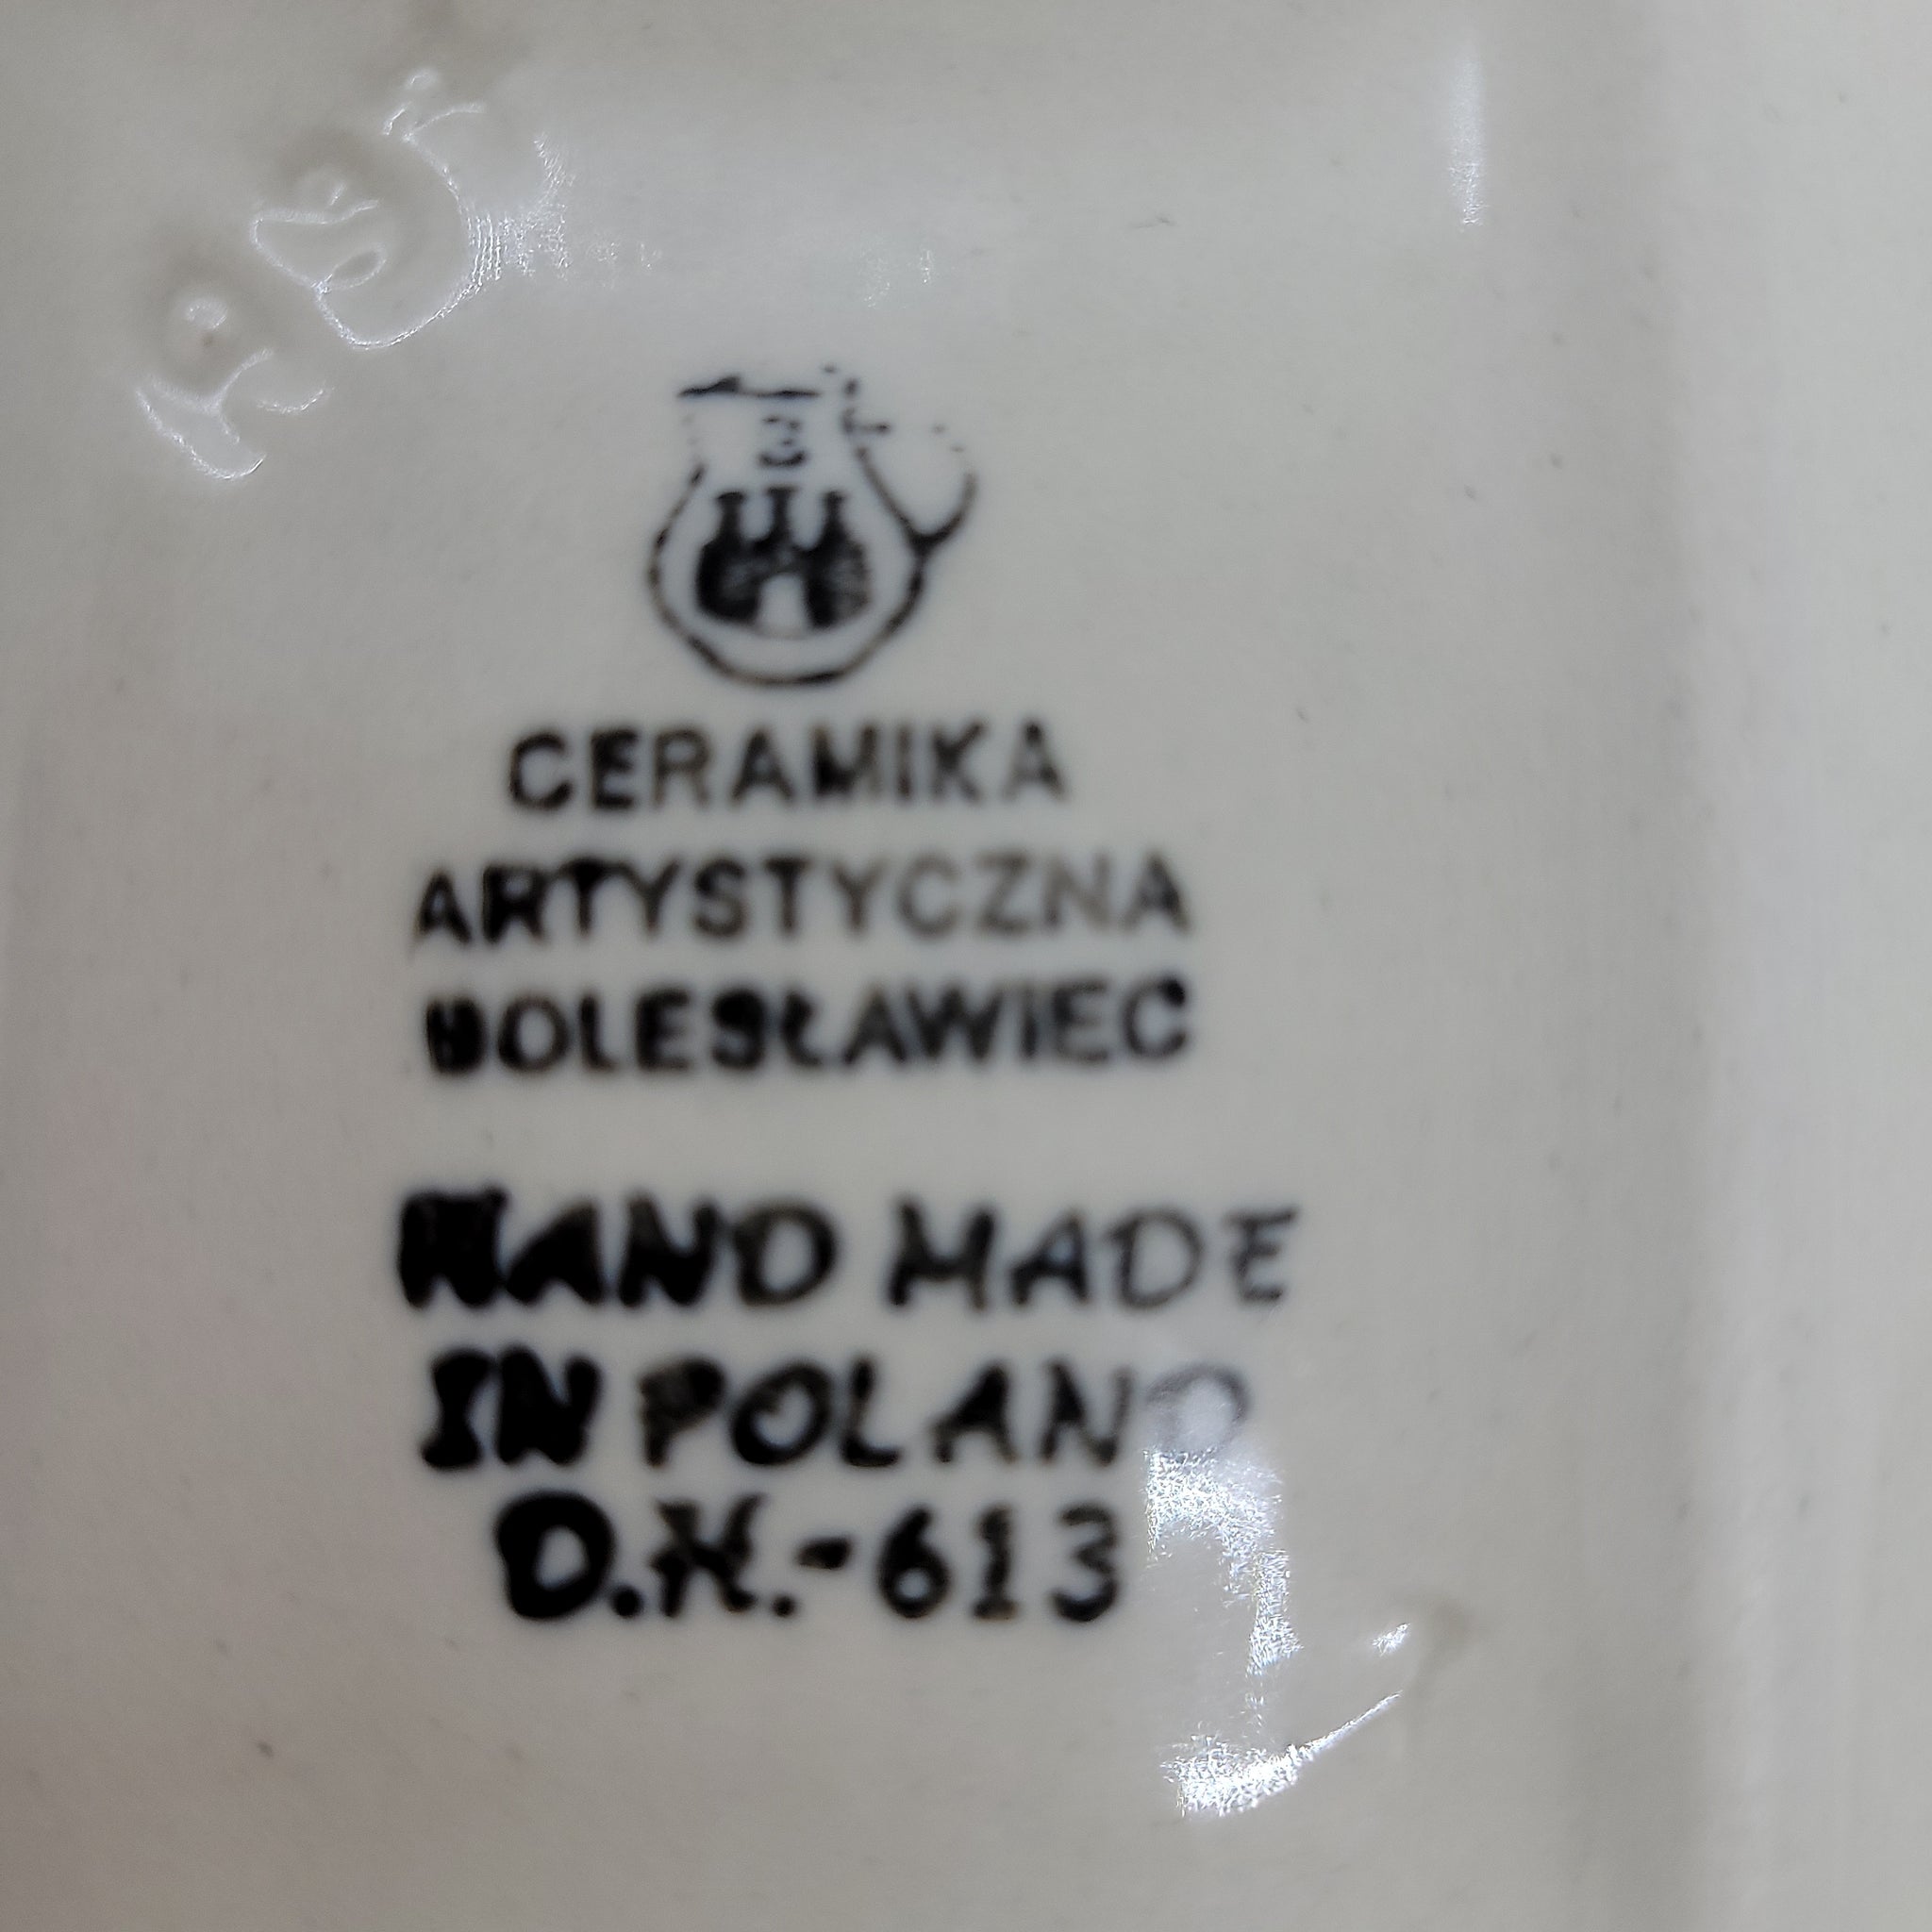 CERAMIKA
ARTYSTYCZNA
BOLESŁAWIEC
HAND MADE
IN POLAND
D.K.-613